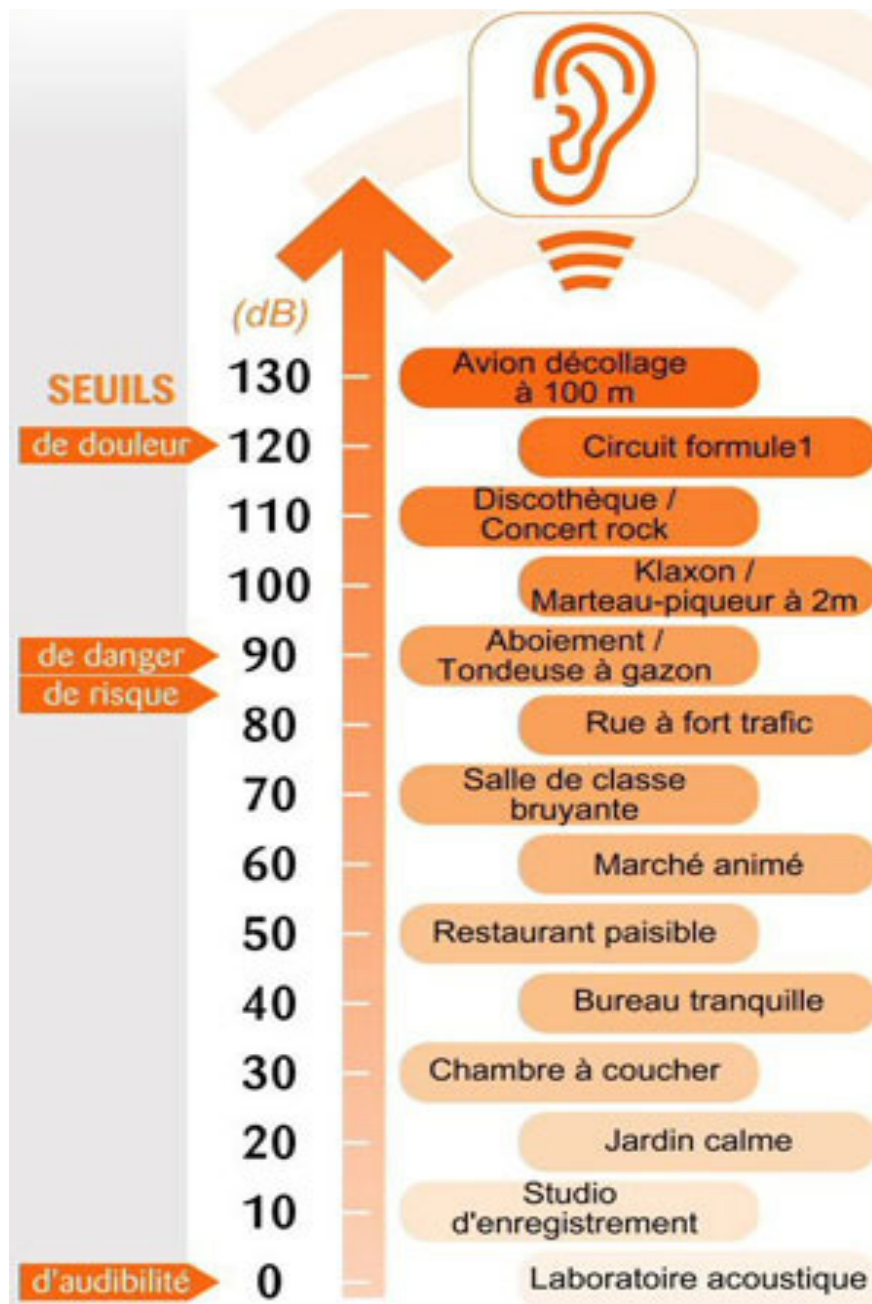 (dB)
130
Avion décollage
à 100 m
SEUILS
de douleur
120
Circuit formule1
110
Discothèque /
Concert rock
100
Klaxon /
Marteau-piqueur à 2m
de danger
90
Aboiement /
Tondeuse à gazon
de risque
80
Rue à fort trafic
70
Salle de classe
bruyante
60
Marché animé
50
Restaurant paisible
40
Bureau tranquille
30
Chambre à coucher
20
Jardin calme
10
Studio
d'enregistrement
d'audibilité
0
Laboratoire acoustique